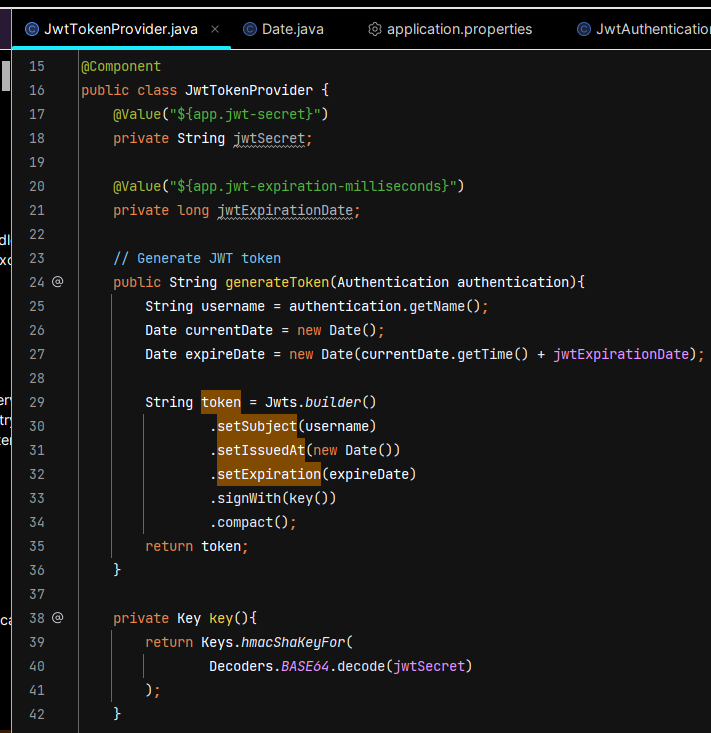 JwtTokenProvider.java × Date.java application.properties JwtAuthentication
15 @Component
16 public class JwtTokenProvider {
17 @Value("${app.jwt-secret}")
18 private String jwtSecret;
19
20 @Value("${app.jwt-expiration-milliseconds}")
21 private long jwtExpirationDate;
22
23 // Generate JWT token
24 public String generateToken(Authentication authentication){
25 String username = authentication.getName();
26 Date currentDate = new Date();
27 Date expireDate = new Date(currentDate.getTime() + jwtExpirationDate);
28
29 String token = Jwts.builder()
30 .setSubject(username)
31 .setIssuedAt(new Date())
32 .setExpiration(expireDate)
33 .signWith(key())
34 .compact();
35 return token;
36 }
37
38 private Key key(){
39 return Keys.hmacShaKeyFor(
40 Decoders.BASE64.decode(jwtSecret)
41 );
42 }